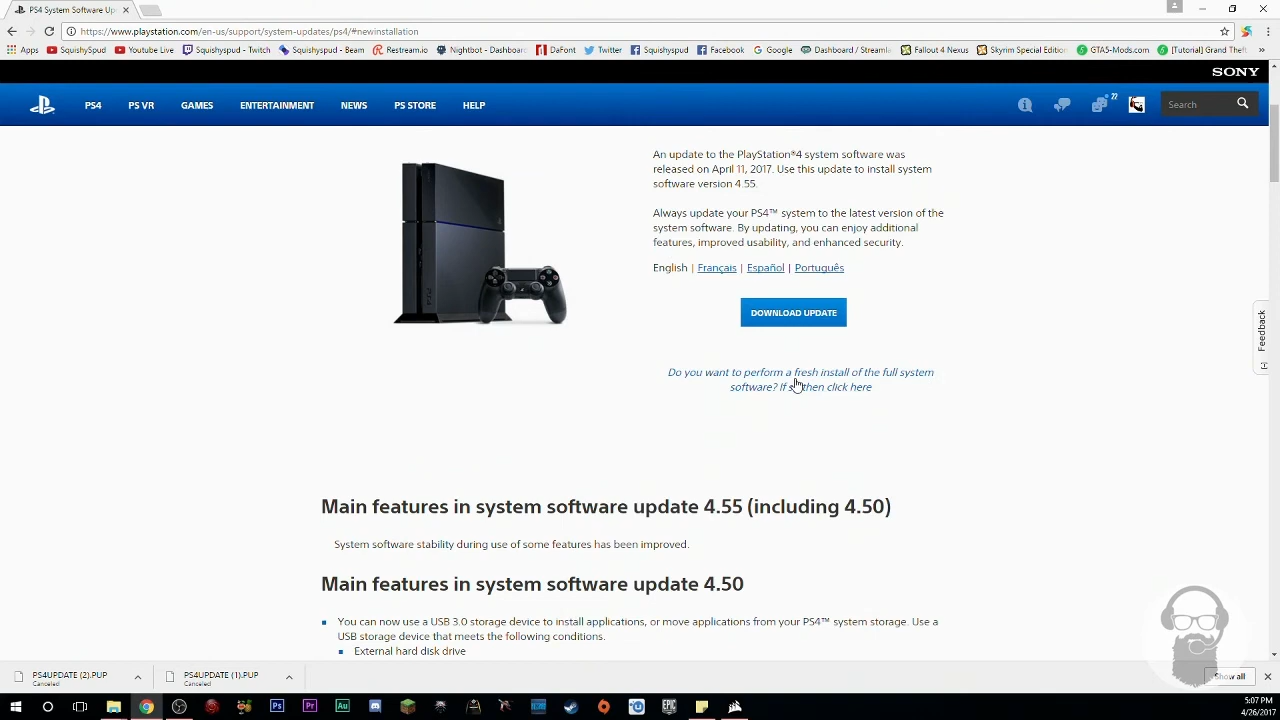 PS4 System Software Up
https://www.playstation.com/en-us/support/system-updates/ps4/#newinstallation
Apps SquishySpud Youtube Live Squishyspud - Twitch Squishyspud - Beam Restream.io Nightbot - Dashboar DaFont Twitter Squishyspud Facebook Google Dashboard / Streamle Fallout 4 Nexus Skyrim Special Edition GTA5-Mods.com [Tutorial] Grand The
SONY
PS4 PS VR GAMES ENTERTAINMENT NEWS PS STORE HELP 77 Search
An update to the PlayStation®4 system software was
released on April 11, 2017. Use this update to install system
software version 4.55.
Always update your PS4™ system to the latest version of the
system software. By updating, you can enjoy additional
features, improved usability, and enhanced security.
English | Français | Español | Português
DOWNLOAD UPDATE
Feedback
Do you want to perform a fresh install of the full system
software? If so then click here
Main features in system software update 4.55 (including 4.50)
System software stability during use of some features has been improved.
Main features in system software update 4.50
You can now use a USB 3.0 storage device to install applications, or move applications from your PS4™ system storage. Use a
USB storage device that meets the following conditions.
External hard disk drive
PS4UPDATE (2).PUP
Canceled
PS4UPDATE (1).PUP
Canceled
Show all
Ps Pr Au EPIC
5:07 PM
4/26/2017